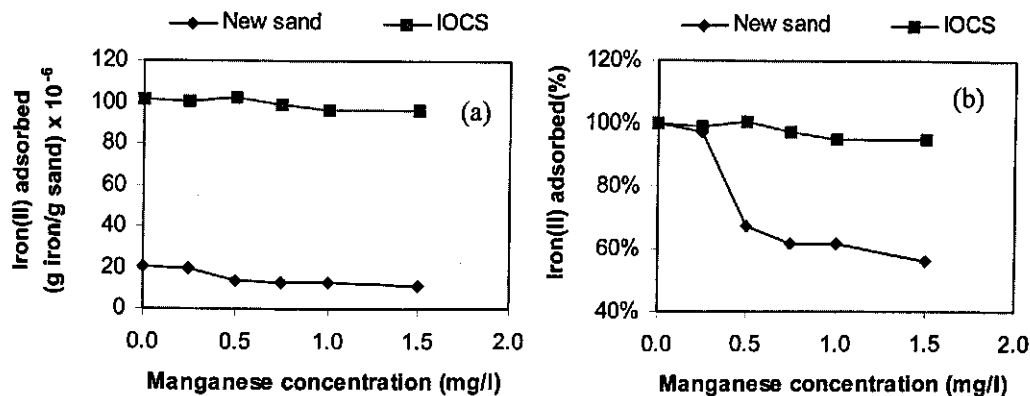 New sand IOCS
Iron(II) adsorbed
(g iron/g sand) x 10-6
120
100
80
60
40
20
0
(a)
0.0 0.5 1.0 1.5 2.0
Manganese concentration (mg/l)
New sand IOCS
Iron(II) adsorbed(%)
120%
100%
80%
60%
40%
(b)
0.0 0.5 1.0 1.5 2.0
Manganese concentration (mg/l)